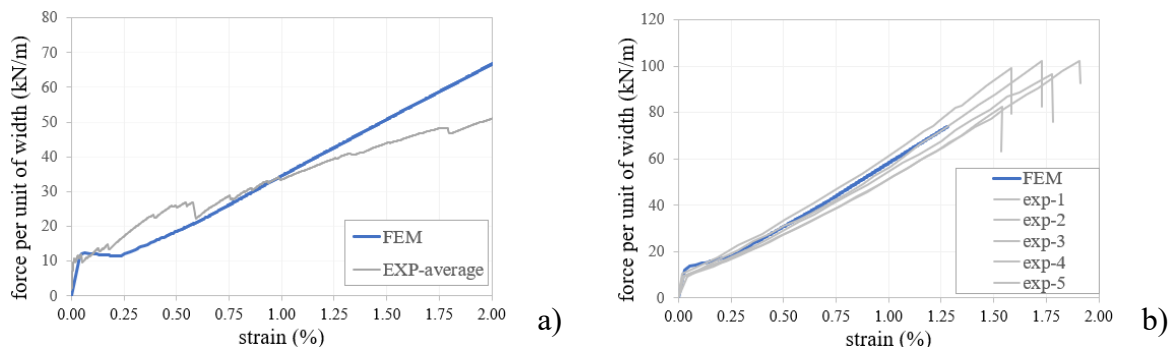 force per unit of width (kN/m)
80
70
60
50
40
30
20
10
0
FEM
EXP-average
0.00 0.25 0.50 0.75 1.00 1.25 1.50 1.75 2.00
strain (%)
a)
force per unit of width (kN/m)
120
100
80
60
40
20
0
FEM
exp-1
exp-2
exp-3
exp-4
exp-5
0.00 0.25 0.50 0.75 1.00 1.25 1.50 1.75 2.00
strain (%)
b)